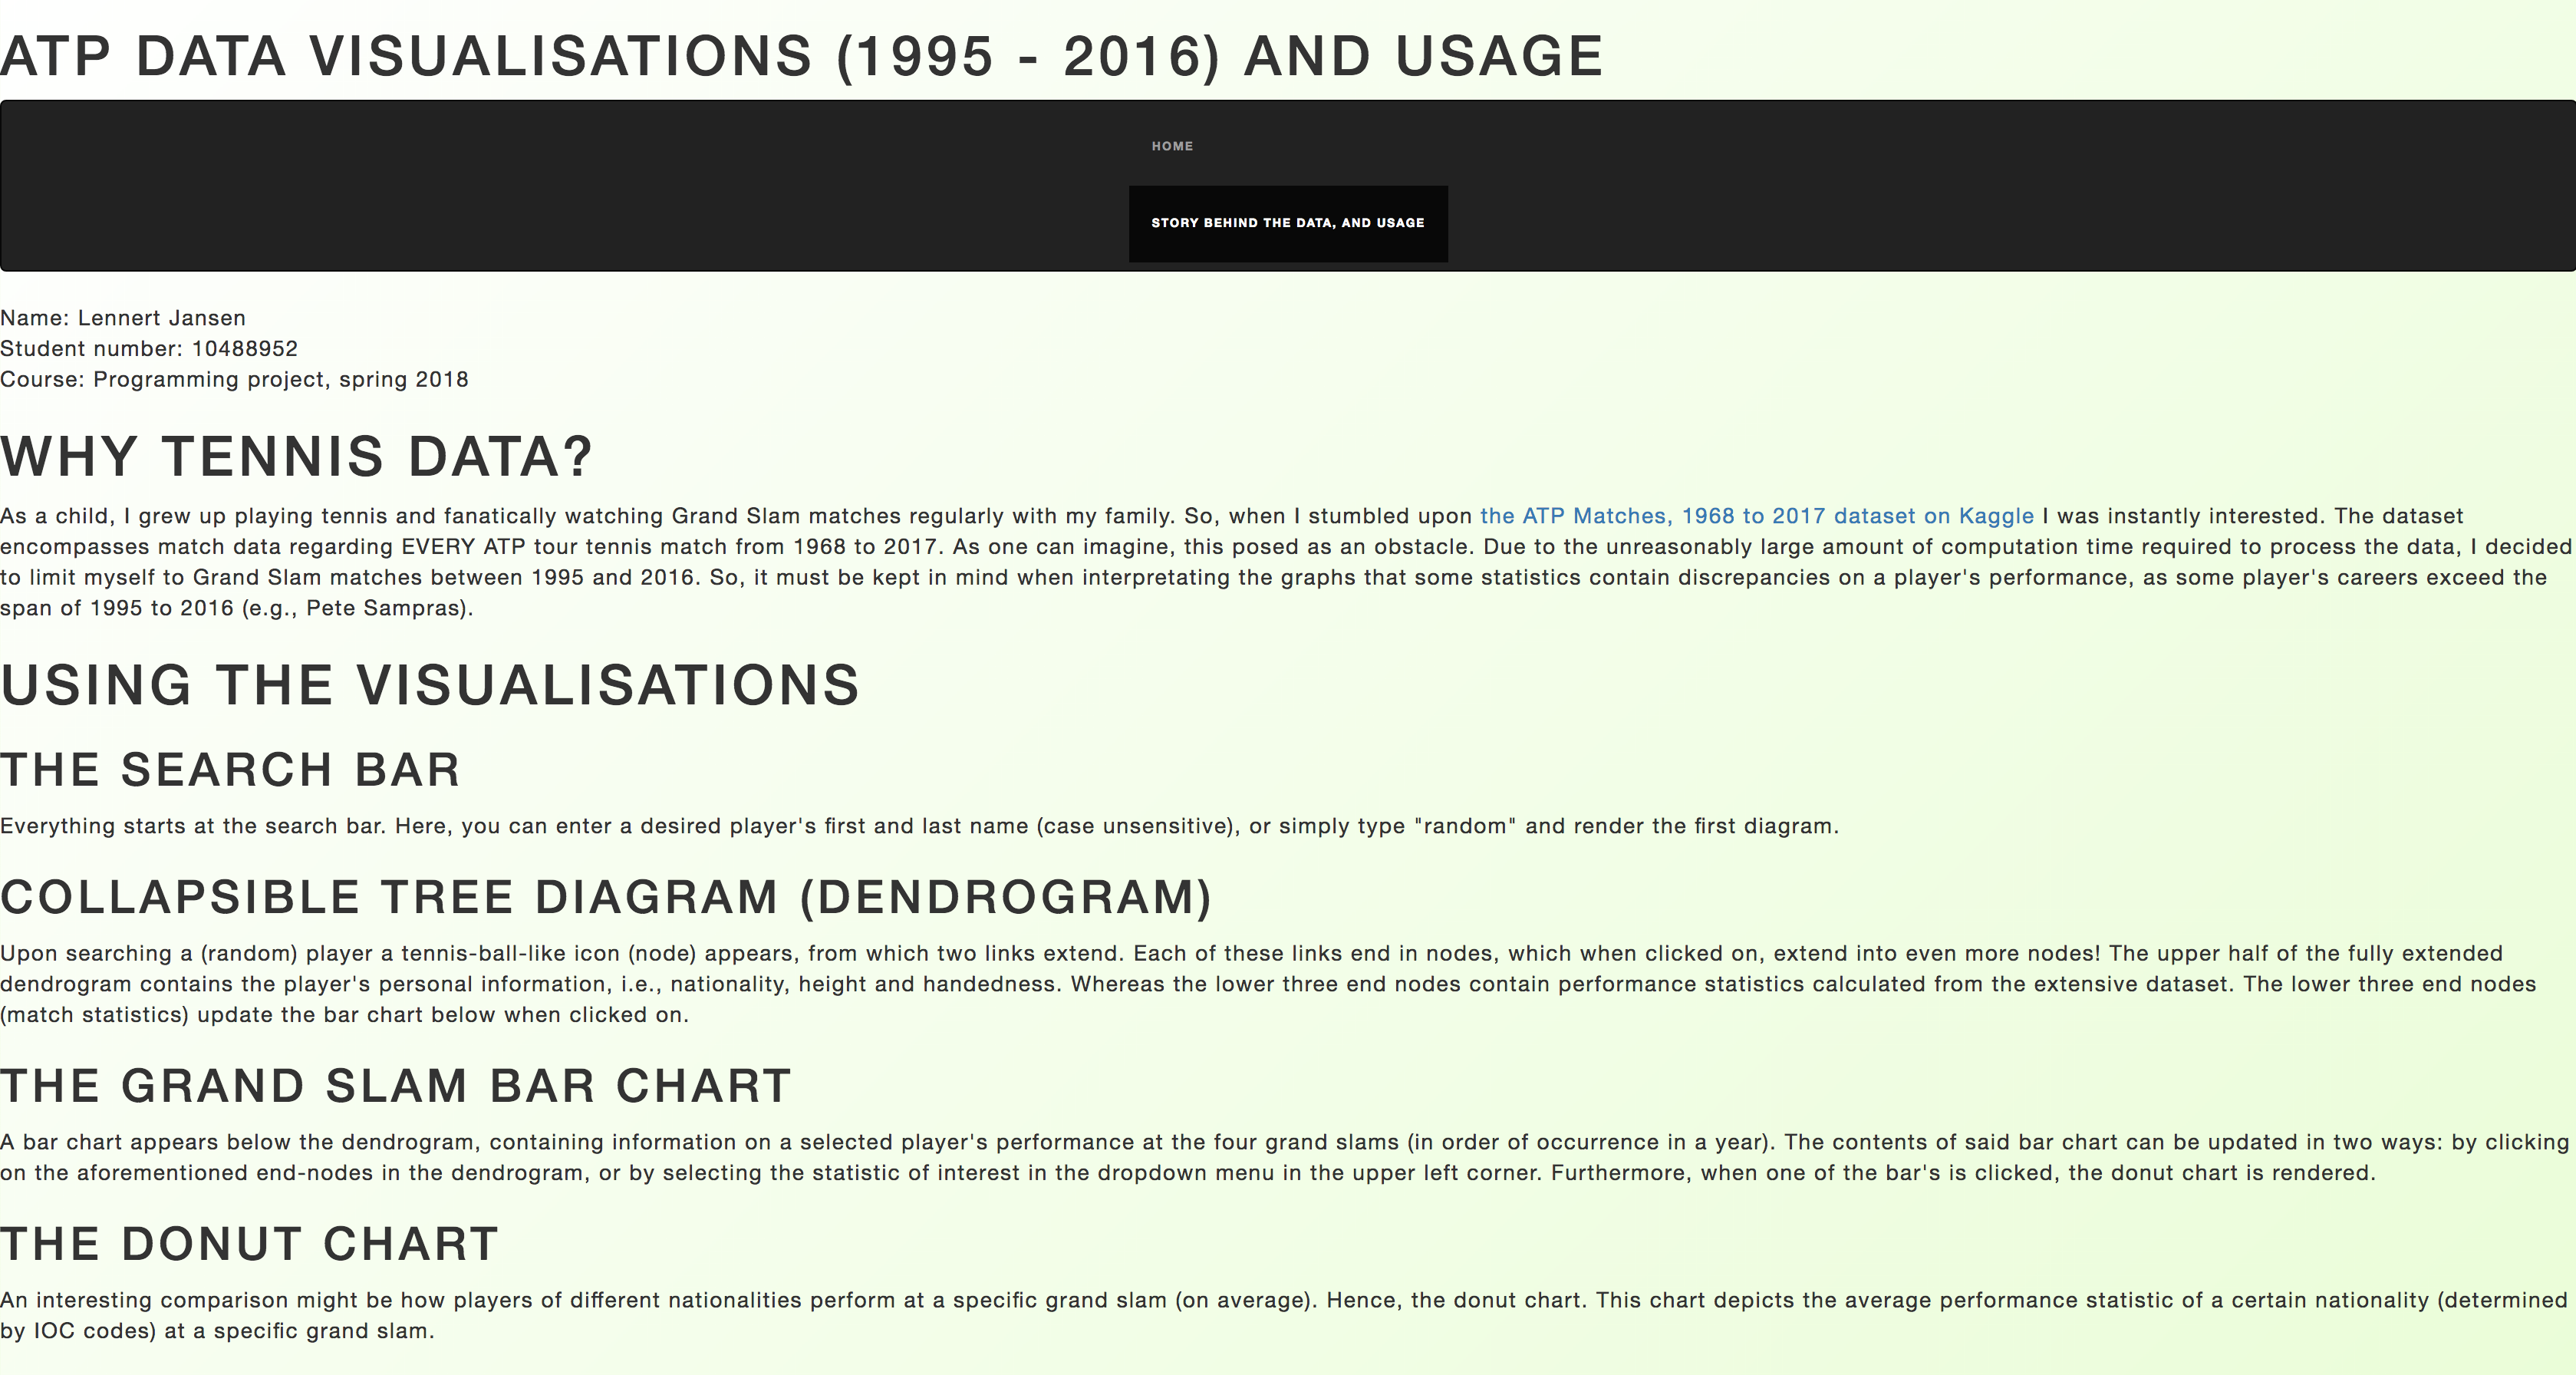 ATP DATA VISUALISATIONS (1995 - 2016) AND USAGE
HOME
STORY BEHIND THE DATA, AND USAGE
Name: Lennert Jansen
Student number: 10488952
Course: Programming project, spring 2018
WHY TENNIS DATA?
As a child, I grew up playing tennis and fanatically watching Grand Slam matches regularly with my family. So, when I stumbled upon the ATP Matches, 1968 to 2017 dataset on Kaggle I was instantly interested. The dataset
encompasses match data regarding EVERY ATP tour tennis match from 1968 to 2017. As one can imagine, this posed as an obstacle. Due to the unreasonably large amount of computation time required to process the data, I decided
to limit myself to Grand Slam matches between 1995 and 2016. So, it must be kept in mind when interpretating the graphs that some statistics contain discrepancies on a player's performance, as some player's careers exceed the
span of 1995 to 2016 (e.g., Pete Sampras).
USING THE VISUALISATIONS
THE SEARCH BAR
Everything starts at the search bar. Here, you can enter a desired player's first and last name (case unsensitive), or simply type "random" and render the first diagram.
COLLAPSIBLE TREE DIAGRAM (DENDROGRAM)
Upon searching a (random) player a tennis-ball-like icon (node) appears, from which two links extend. Each of these links end in nodes, which when clicked on, extend into even more nodes! The upper half of the fully extended
dendrogram contains the player's personal information, i.e., nationality, height and handedness. Whereas the lower three end nodes contain performance statistics calculated from the extensive dataset. The lower three end nodes
(match statistics) update the bar chart below when clicked on.
THE GRAND SLAM BAR CHART
A bar chart appears below the dendrogram, containing information on a selected player's performance at the four grand slams (in order of occurrence in a year). The contents of said bar chart can be updated in two ways: by clicking
on the aforementioned end-nodes in the dendrogram, or by selecting the statistic of interest in the dropdown menu in the upper left corner. Furthermore, when one of the bar's is clicked, the donut chart is rendered.
THE DONUT CHART
An interesting comparison might be how players of different nationalities perform at a specific grand slam (on average). Hence, the donut chart. This chart depicts the average performance statistic of a certain nationality (determined
by IOC codes) at a specific grand slam.